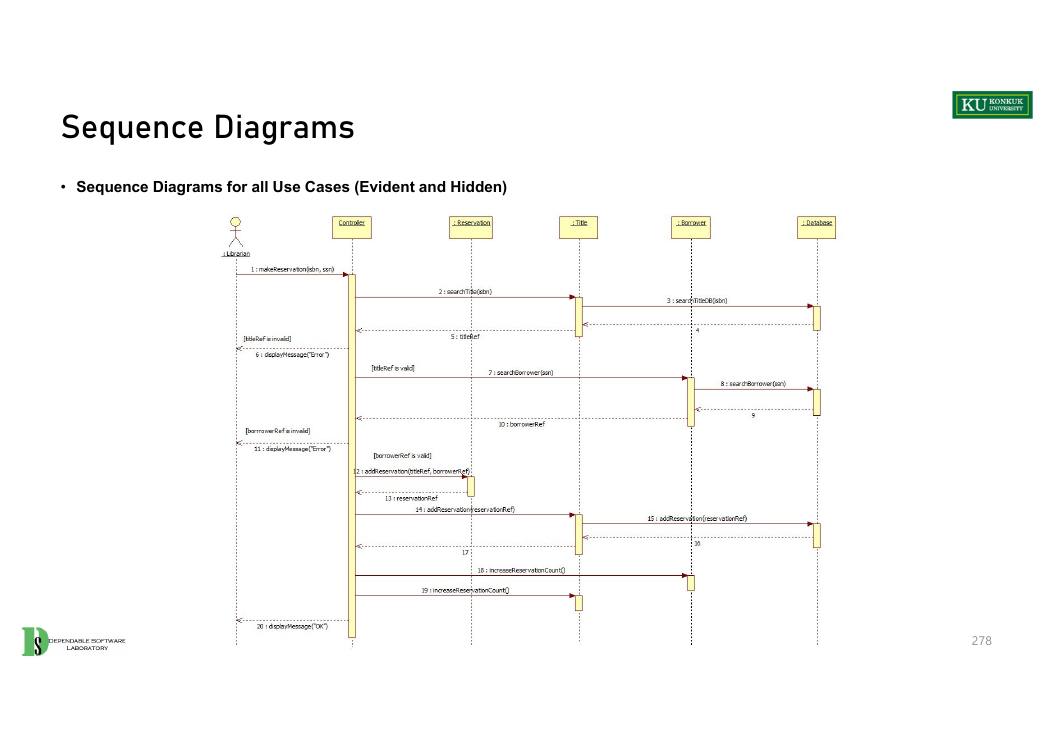 KU KONKUK
UNIVERSITY
Sequence Diagrams
• Sequence Diagrams for all Use Cases (Evident and Hidden)
Controller
: Reservation
: Title
: Borrower
: Database
: Librarian
1 : makeReservation(isbn, ssn)
2 : searchTitle(isbn)
3 : searchTitleDB(isbn)
4
5 : titleRef
[titleRef is invalid]
6 : displayMessage("Error")
[titleRef is valid]
7 : searchBorrower(ssn)
8 : searchBorrower(ssn)
9
10 : borrowerRef
[borrrowerRef is invalid]
11 : displayMessage("Error")
[borrowerRef is valid]
12 : addReservation(titleRef, borrowerRef)
13 : reservationRef
14 : addReservation(reservationRef)
15 : addReservation(reservationRef)
16
17
18 : increaseReservationCount()
19 : increaseReservationCount()
20 : displayMessage("OK")
DEPENDABLE SOFTWARE
LABORATORY
278